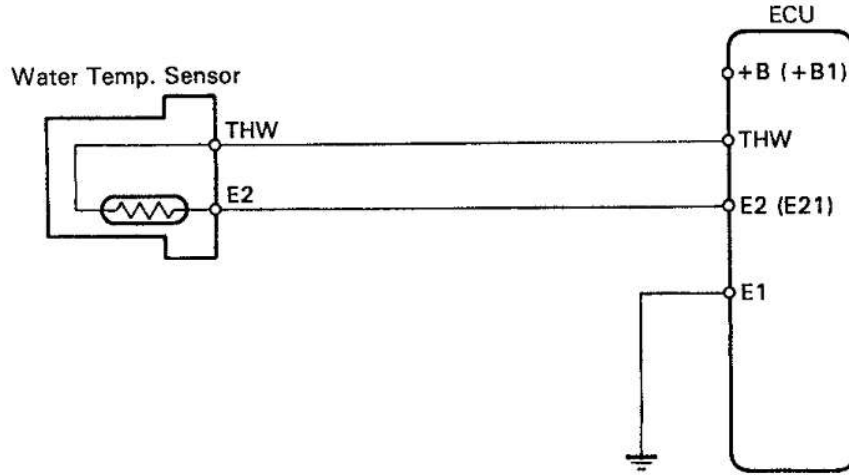 ECU
+B (+B1)
Water Temp. Sensor
THW
THW
E2
E2 (E21)
E1